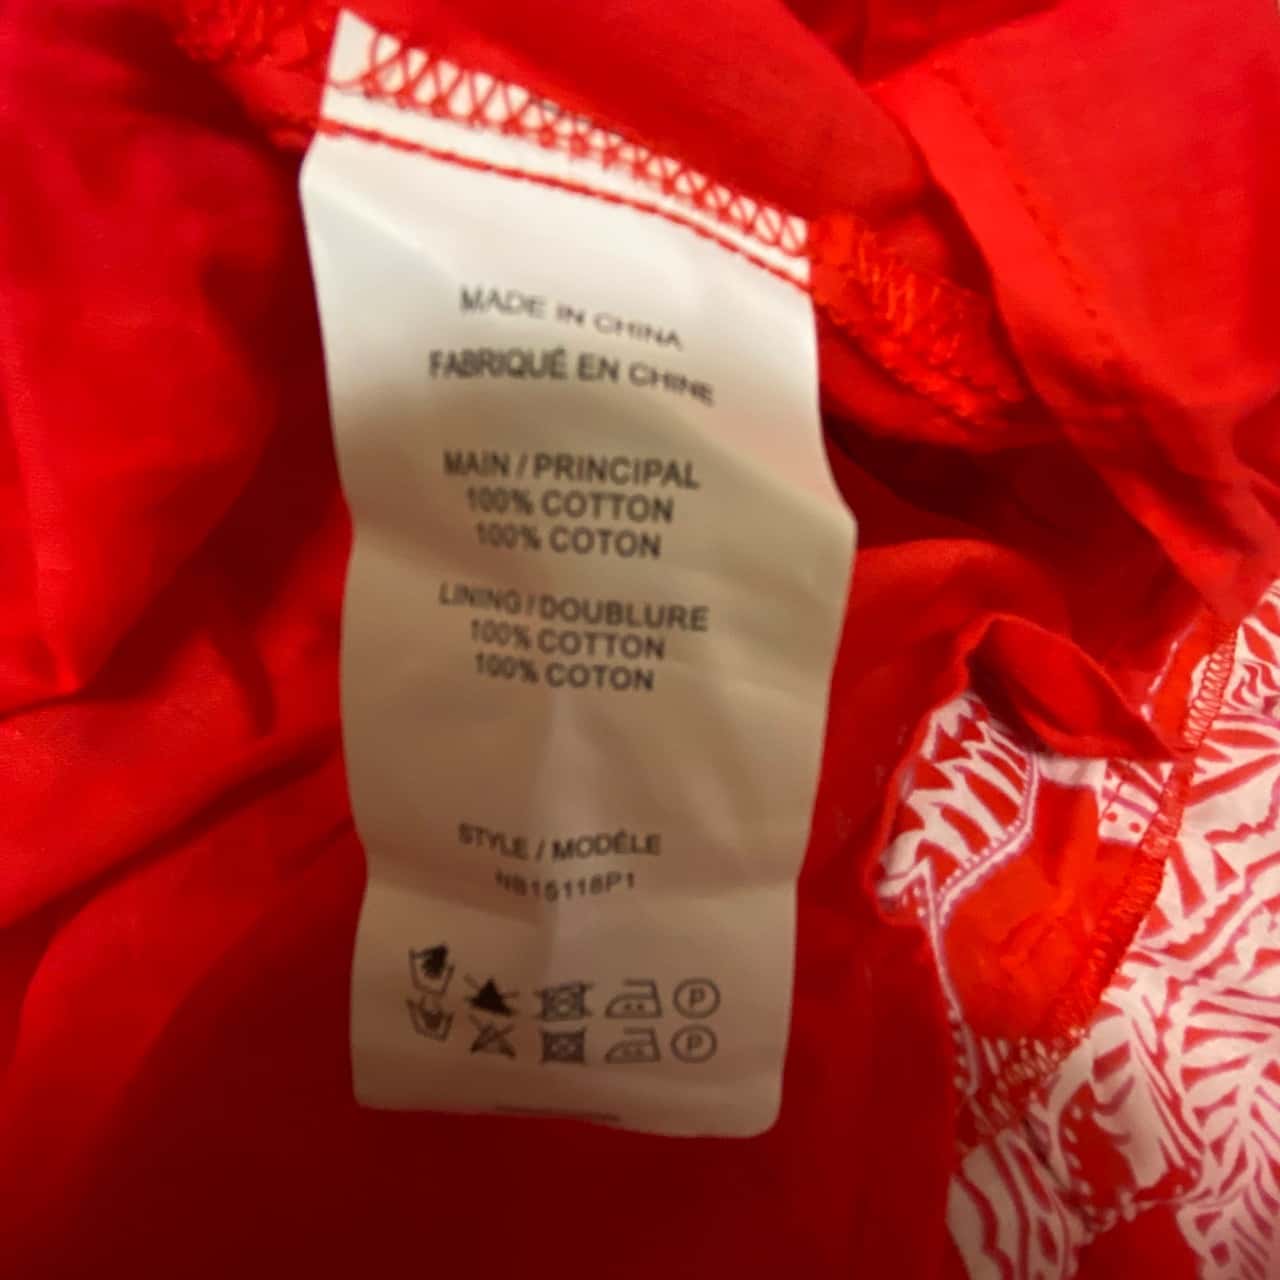 MADE IN CHINA
FABRIQUÉ EN CHINE
MAIN / PRINCIPAL
100% COTTON
100% COTON
LINING / DOUBLURE
100% COTTON
100% COTON
STYLE / MODÉLE
P
P